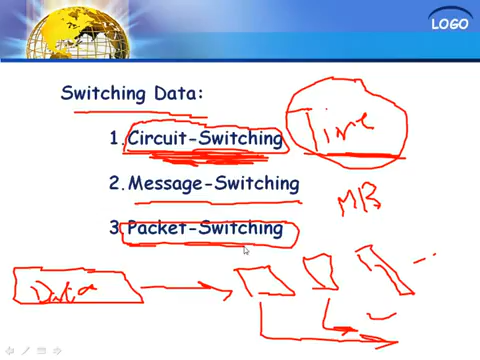 LOGO
Switching Data:
1. Circuit-Switching
Time
2. Message-Switching
MB
3. Packet-Switching
Data